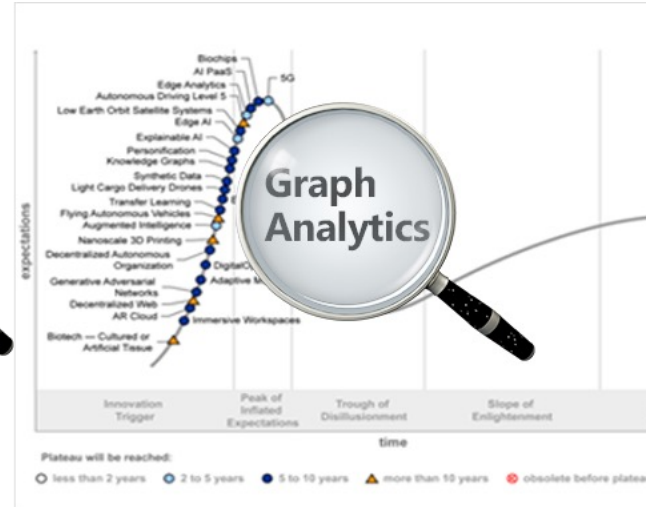 Biochips
5G
AI PaaS
Edge Analytics
Autonomous Driving Level 5
Low Earth Orbit Satellite Systems
Edge AI
Explainable AI
Personification
Knowledge Graphs
Synthetic Data
Light Cargo Delivery Drones
Transfer Learning
Flying Autonomous Vehicles
Augmented Intelligence
Nanoscale 3D Printing
Decentralized Autonomous
Organization
Generative Adversarial
Networks
Adaptive
Decentralized Web
AR Cloud
Immersive Workspaces
Biotech — Cultured or
Artificial Tissue
Graph
Analytics
expectations
Innovation
Trigger
Peak of
Inflated
Expectations
Trough of
Disillusionment
Slope of
Enlightenment
time
Plateau will be reached:
less than 2 years
2 to 5 years
5 to 10 years
more than 10 years
obsolete before